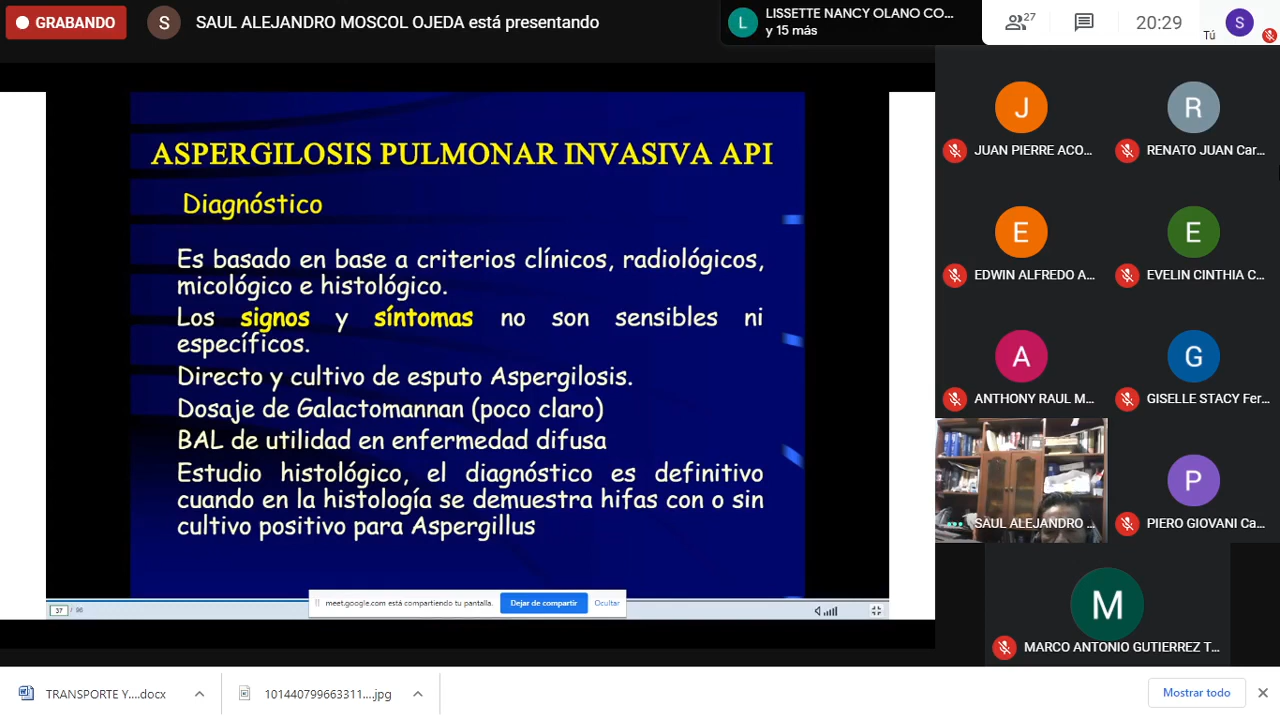 GRABANDO
S
SAUL ALEJANDRO MOSCOL OJEDA está presentando
L
LISSETTE NANCY OLANO CO...
y 15 más
27
20:29
Tú
S
ASPERGILOSIS PULMONAR INVASIVA API
Diagnóstico
Es basado en base a criterios clínicos, radiológicos,
micológico e histológico.
Los signos y síntomas no son sensibles ni
específicos.
Directo y cultivo de esputo Aspergilosis.
Dosaje de Galactomannan (poco claro)
BAL de utilidad en enfermedad difusa
Estudio histológico, el diagnóstico es definitivo
cuando en la histología se demuestra hifas con o sin
cultivo positivo para Aspergillus
meet.google.com está compartiendo tu pantalla.
Dejar de compartir
Ocultar
37 / 98
J
JUAN PIERRE ACO...
R
RENATO JUAN Car...
E
EDWIN ALFREDO A...
E
EVELIN CINTHIA C...
A
ANTHONY RAUL M...
G
GISELLE STACY Fer...
SAUL ALEJANDRO ...
P
PIERO GIOVANI Ca...
M
MARCO ANTONIO GUTIERREZ T...
TRANSPORTE Y....docx
101440799663311....jpg
Mostrar todo